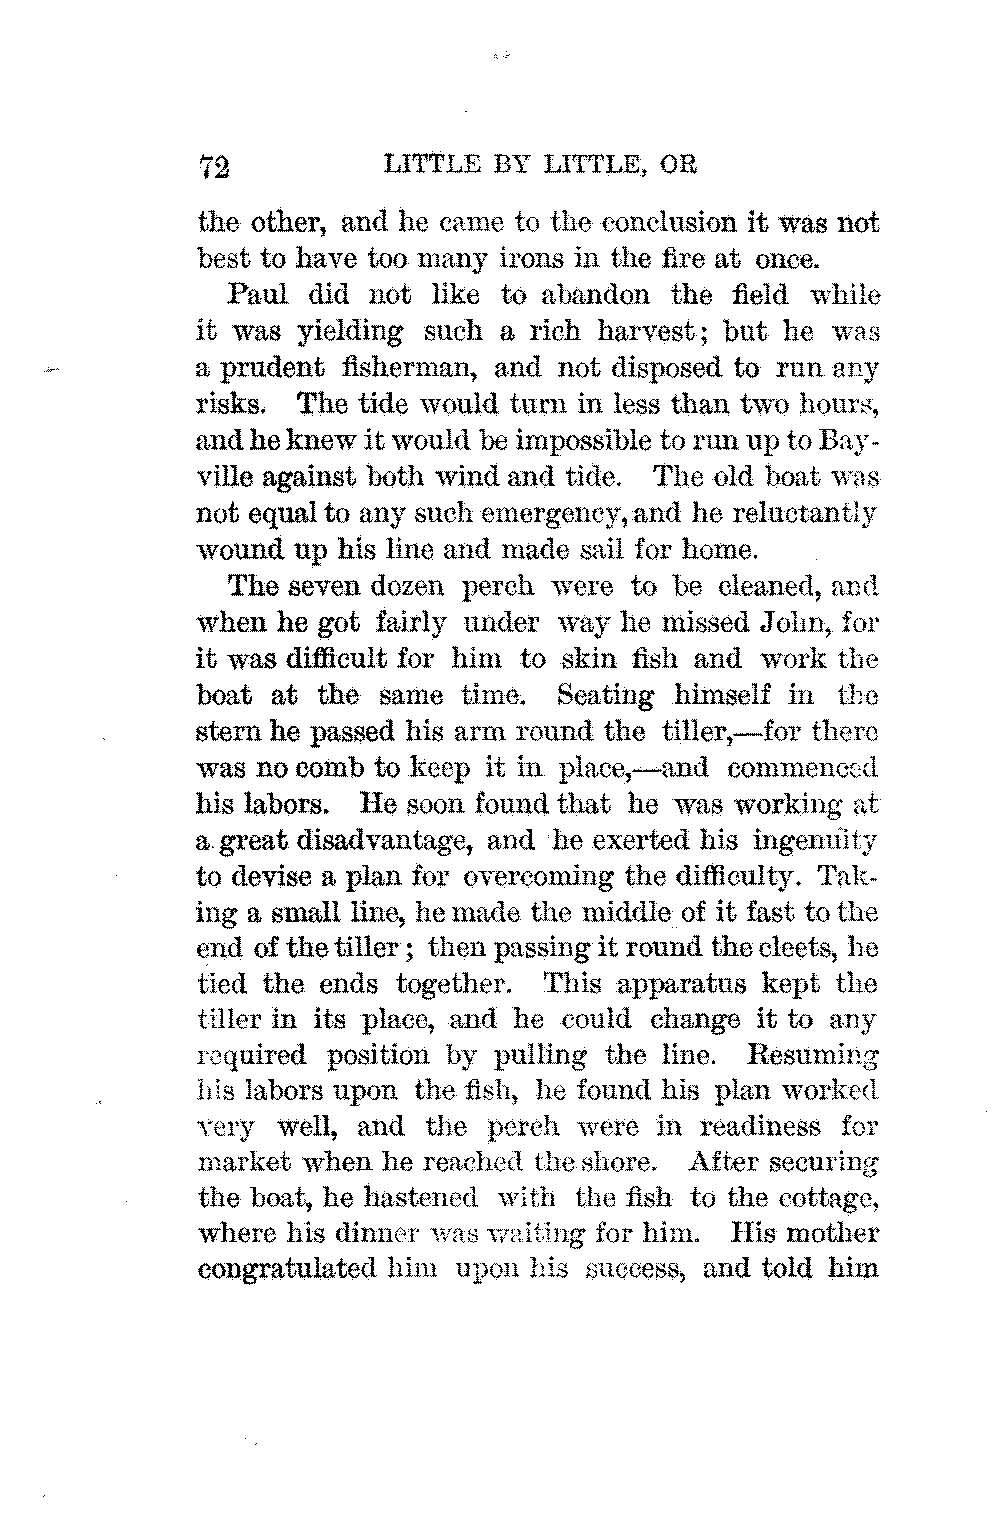 72 LITTLE BY LITTLE, OR
the other, and he came to the conclusion it was not
best to have too many irons in the fire at once.
Paul did not like to abandon the field while
it was yielding such a rich harvest; but he was
a prudent fisherman, and not disposed to run any
risks. The tide would turn in less than two hours,
and he knew it would be impossible to run up to Bay-
ville against both wind and tide. The old boat was
not equal to any such emergency, and he reluctantly
wound up his line and made sail for home.
The seven dozen perch were to be cleaned, and
when he got fairly under way he missed John, for
it was difficult for him to skin fish and work the
boat at the same time. Seating himself in the
stern he passed his arm round the tiller,—for there
was no comb to keep it in place,—and commenced
his labors. He soon found that he was working at
a great disadvantage, and he exerted his ingenuity
to devise a plan for overcoming the difficulty. Tak-
ing a small line, he made the middle of it fast to the
end of the tiller; then passing it round the cleets, he
tied the ends together. This apparatus kept the
tiller in its place, and he could change it to any
required position by pulling the line. Resuming
his labors upon the fish, he found his plan worked
very well, and the perch were in readiness for
market when he reached the shore. After securing
the boat, he hastened with the fish to the cottage,
where his dinner was waiting for him. His mother
congratulated him upon his success, and told him